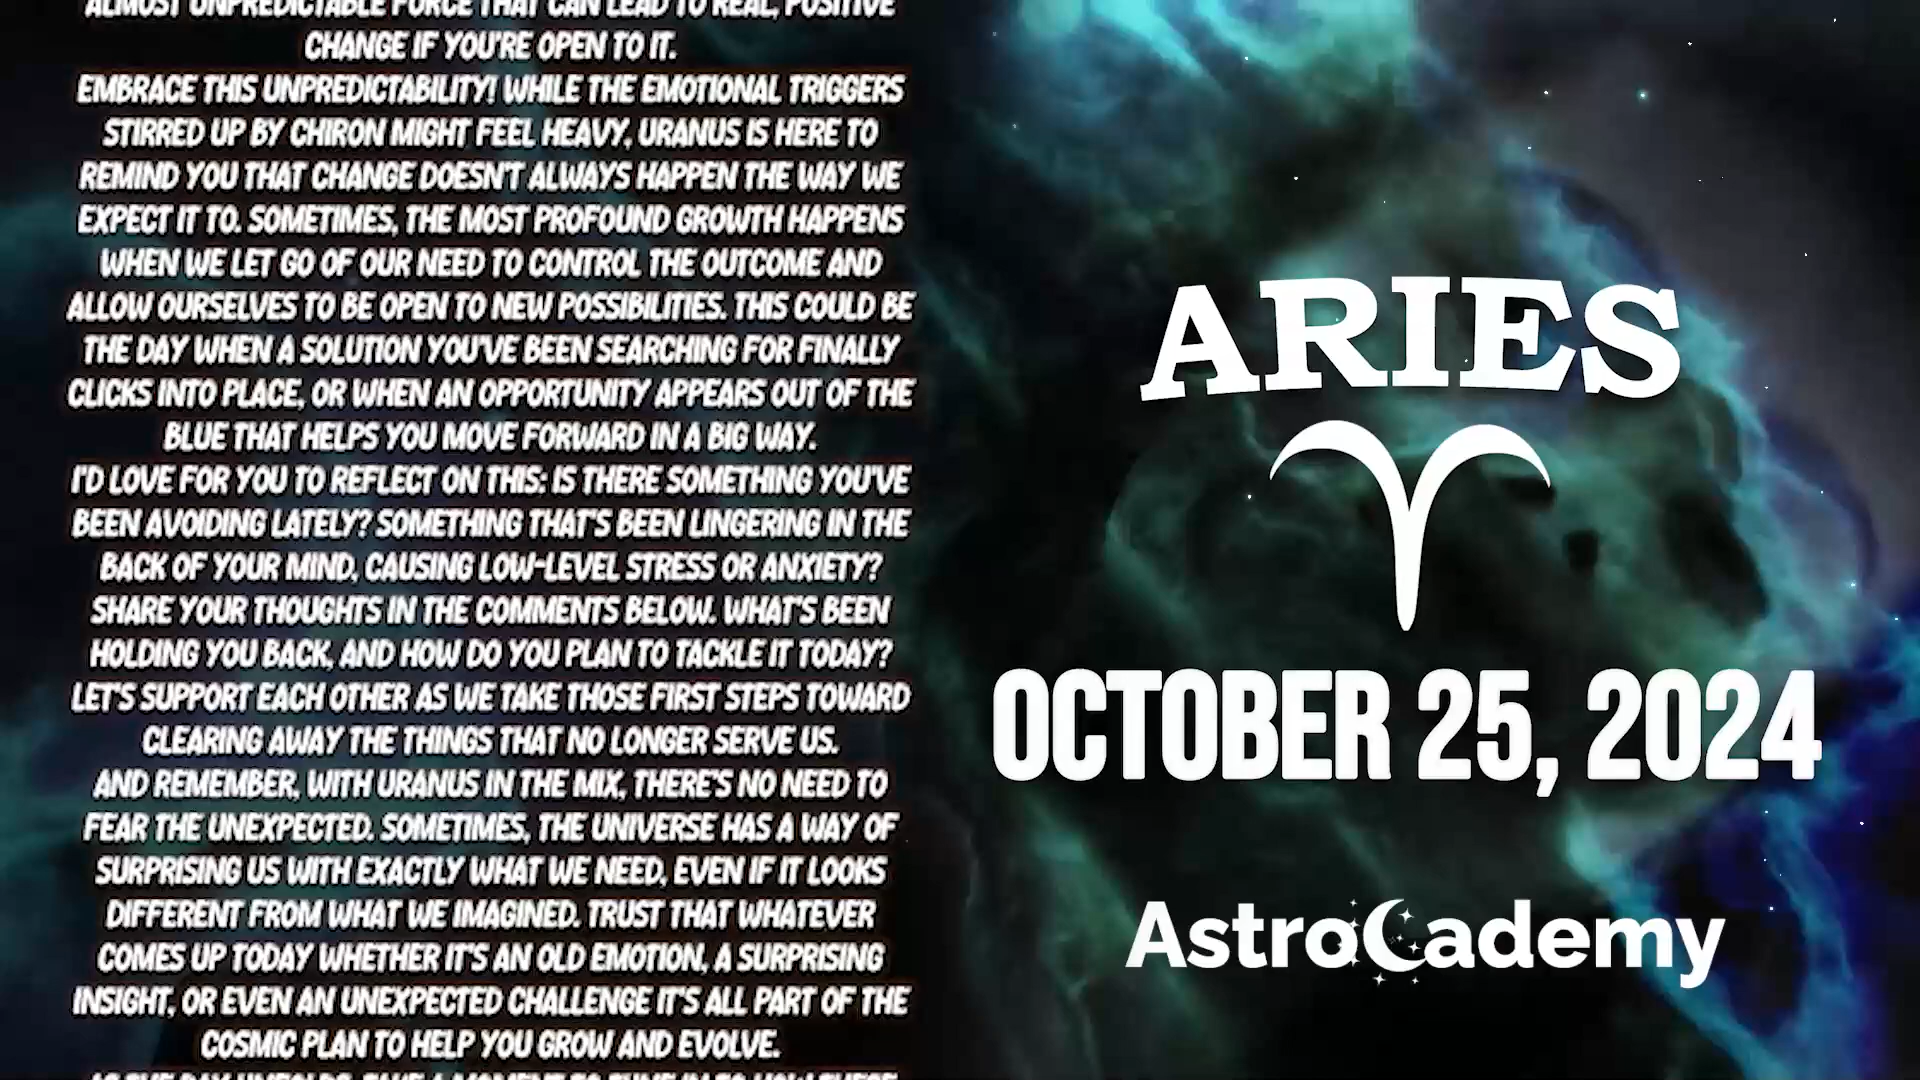 ALMOST UNPREDICTABLE FORCE THAT CAN LEAD TO REAL, POSITIVE
CHANGE IF YOU'RE OPEN TO IT.
EMBRACE THIS UNPREDICTABILITY! WHILE THE EMOTIONAL TRIGGERS
STIRRED UP BY CHIRON MIGHT FEEL HEAVY, URANUS IS HERE TO
REMIND YOU THAT CHANGE DOESN'T ALWAYS HAPPEN THE WAY WE
EXPECT IT TO. SOMETIMES, THE MOST PROFOUND GROWTH HAPPENS
WHEN WE LET GO OF OUR NEED TO CONTROL THE OUTCOME AND
ALLOW OURSELVES TO BE OPEN TO NEW POSSIBILITIES. THIS COULD BE
THE DAY WHEN A SOLUTION YOU'VE BEEN SEARCHING FOR FINALLY
CLICKS INTO PLACE, OR WHEN AN OPPORTUNITY APPEARS OUT OF THE
BLUE THAT HELPS YOU MOVE FORWARD IN A BIG WAY.
I'D LOVE FOR YOU TO REFLECT ON THIS: IS THERE SOMETHING YOU'VE
BEEN AVOIDING LATELY? SOMETHING THAT'S BEEN LINGERING IN THE
BACK OF YOUR MIND, CAUSING LOW-LEVEL STRESS OR ANXIETY?
SHARE YOUR THOUGHTS IN THE COMMENTS BELOW. WHAT'S BEEN
HOLDING YOU BACK, AND HOW DO YOU PLAN TO TACKLE IT TODAY?
LET'S SUPPORT EACH OTHER AS WE TAKE THOSE FIRST STEPS TOWARD
CLEARING AWAY THE THINGS THAT NO LONGER SERVE US.
AND REMEMBER, WITH URANUS IN THE MIX, THERE'S NO NEED TO
FEAR THE UNEXPECTED. SOMETIMES, THE UNIVERSE HAS A WAY OF
SURPRISING US WITH EXACTLY WHAT WE NEED, EVEN IF IT LOOKS
DIFFERENT FROM WHAT WE IMAGINED. TRUST THAT WHATEVER
COMES UP TODAY WHETHER IT'S AN OLD EMOTION, A SURPRISING
INSIGHT, OR EVEN AN UNEXPECTED CHALLENGE IT'S ALL PART OF THE
COSMIC PLAN TO HELP YOU GROW AND EVOLVE.
ARIES
OCTOBER 25, 2024
AstroCademy